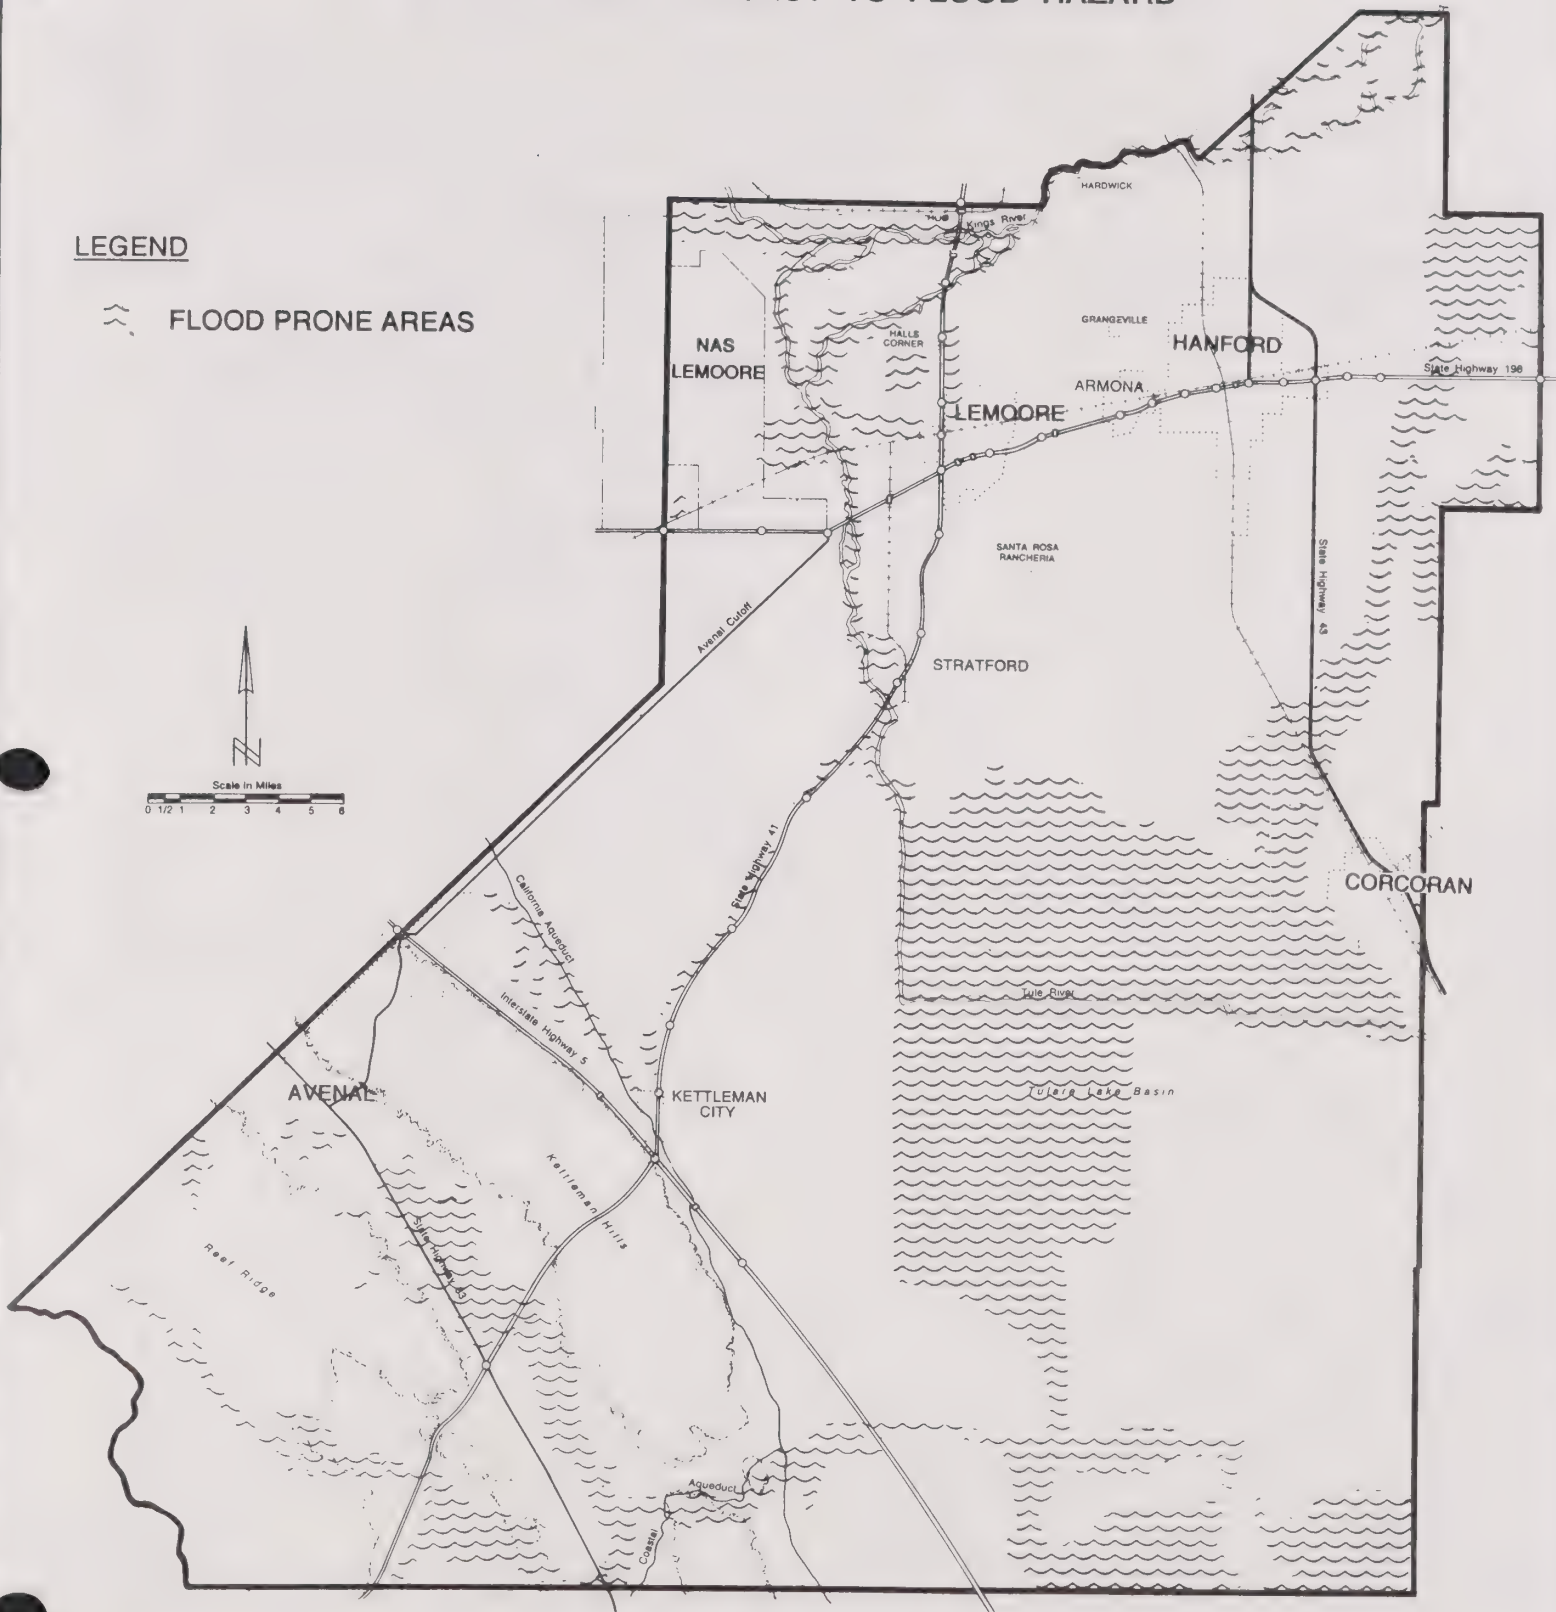 TO FLOOD HAZARD
LEGEND
FLOOD PRONE AREAS
HARDWICK
Kings River
GRANGEVILLE
HALLS
CORNER
HANFORD
NAS
LEMOORE
State Highway 198
ARMONA
LEMOORE
SANTA ROSA
RANCHERIA
State Highway 43
Avenal Cutoff
STRATFORD
N
Scale in Miles
0 1/2 1 2 3 4 5 6
State Highway 41
California Aqueduct
CORCORAN
Interstate Highway 5
Tule River
AVENAL
KETTLEMAN
CITY
Tulare Lake Basin
Kettleman Hills
Reef Ridge
State Highway 33
Aqueduct
Coastal